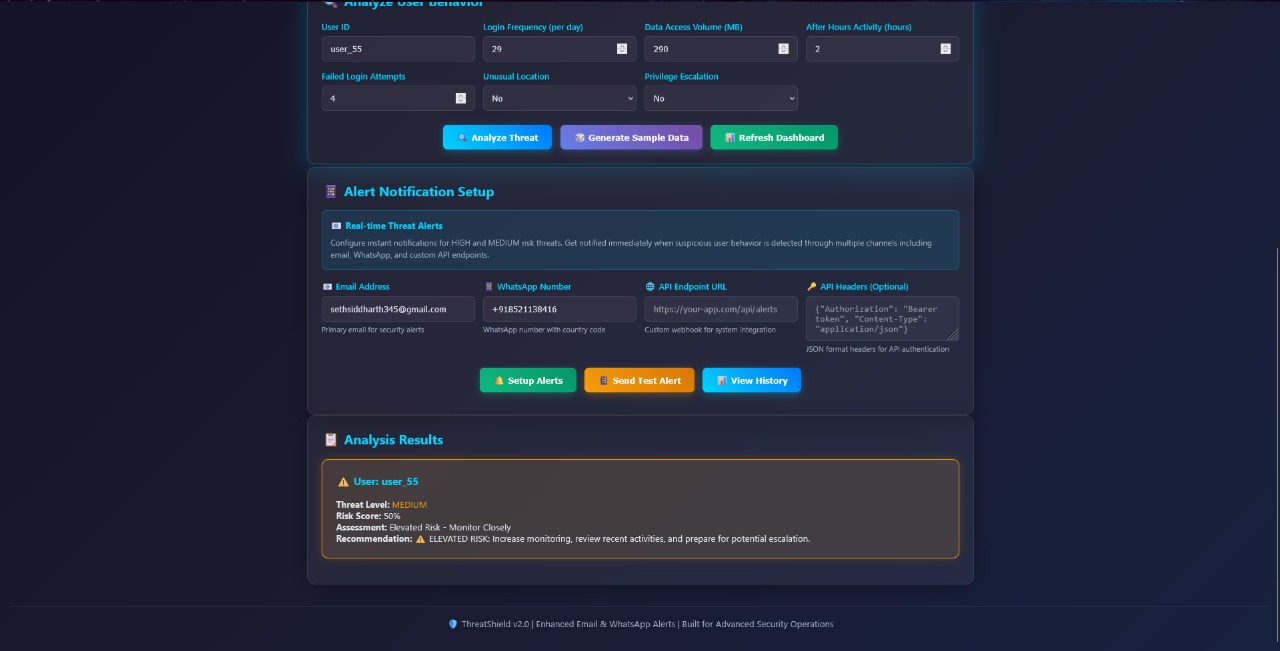 Analyze User Behavior
User ID
Login Frequency (per day)
Data Access Volume (MB)
After Hours Activity (hours)
user_55
29
290
2
Failed Login Attempts
Unusual Location
Privilege Escalation
4
No
No
Analyze Threat
Generate Sample Data
Refresh Dashboard
Alert Notification Setup
Real-time Threat Alerts
Configure instant notifications for HIGH and MEDIUM risk threats. Get notified immediately when suspicious user behavior is detected through multiple channels including
email, WhatsApp, and custom API endpoints.
Email Address
WhatsApp Number
API Endpoint URL
API Headers (Optional)
sethsiddharth345@gmail.com
+918521138416
https://your-app.com/api/alerts
{"Authorization": "Bearer
token", "Content-Type":
"application/json"}
Primary email for security alerts
WhatsApp number with country code
Custom webhook for system integration
JSON format headers for API authentication
Setup Alerts
Send Test Alert
View History
Analysis Results
User: user_55
Threat Level: MEDIUM
Risk Score: 50%
Assessment: Elevated Risk - Monitor Closely
Recommendation: ⚠ ELEVATED RISK: Increase monitoring, review recent activities, and prepare for potential escalation.
ThreatShield v2.0 | Enhanced Email & WhatsApp Alerts | Built for Advanced Security Operations